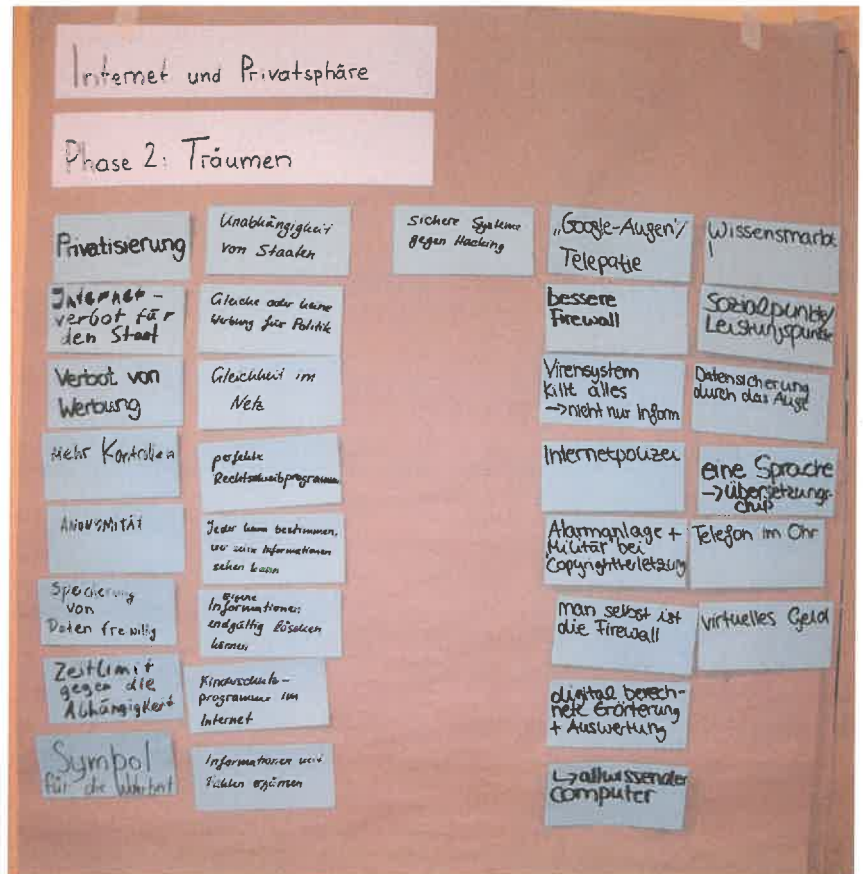 Internet und Privatsphäre
Phase 2: Träumen
Privatisierung
Internet-
verbot für
den Staat
Verbot von
Werbung
Mehr Kontrollen
ANONYMITÄT
Speicherung
von
Daten freiwillig
Zeitlimit
gegen die
Abhängigkeit
Symbol
für die Wahrheit
Unabhängigkeit
von Staaten
Gleiche oder keine
Werbung für Politik
Gleichheit im
Netz
perfekte
Rechtschreibprogramme
Jeder kann bestimmen,
wer seine Informationen
sehen kann
eigene
Informationen
endgültig löschen
können
Kinderschutz-
programme im
Internet
Informationen mit
Zahlen
sichere Systeme
gegen Hacking
„Google-Augen"/
Telepatie
bessere
Firewall
Virensystem
killt alles
→nicht nur Inform
Internetpolizei
Alarmanlage +
Militär bei
Copyrightverletzung
man selbst ist
die Firewall
digital berech-
nete Erörterung
+ Auswertung
↳allwissender
computer
Wissensmarkt
Sozialpunkte/
Leistungspunkte
Datensicherung
durch das Auge
eine Sprache
→übersetzungs-
chip
Telefon im Ohr
virtuelles Geld